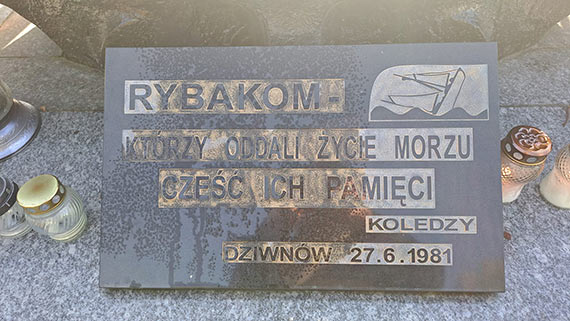 RYBAKOM-
KTÓRZY ODDALI ŻYCIE MORZU
CZEŚĆ ICH PAMIĘCI
KOLEDZY
DZIWNÓW 27.6.1981